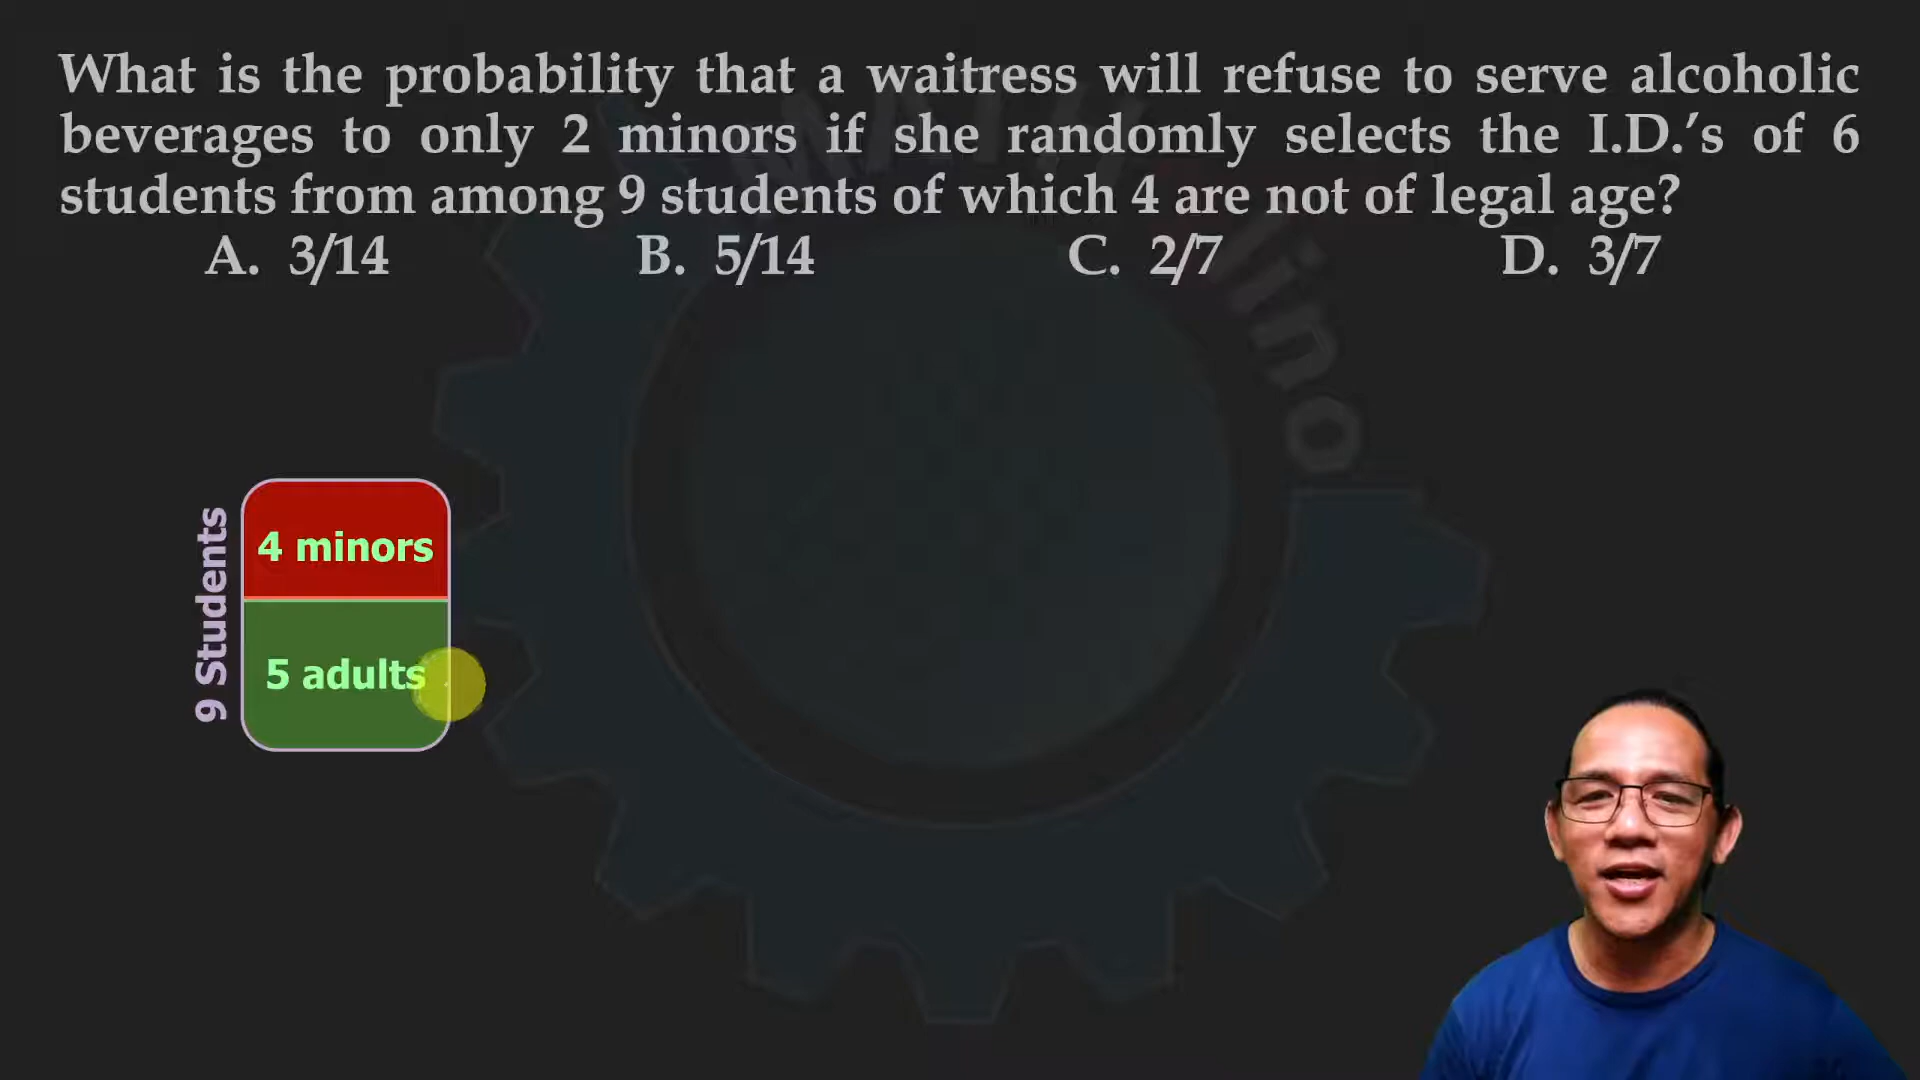 What is the probability that a waitress will refuse to serve alcoholic
beverages to only 2 minors if she randomly selects the I.D.'s of 6
students from among 9 students of which 4 are not of legal age?
A. 3/14 B. 5/14 C. 2/7 D. 3/7
MATHalino
9 Students
4 minors
5 adults